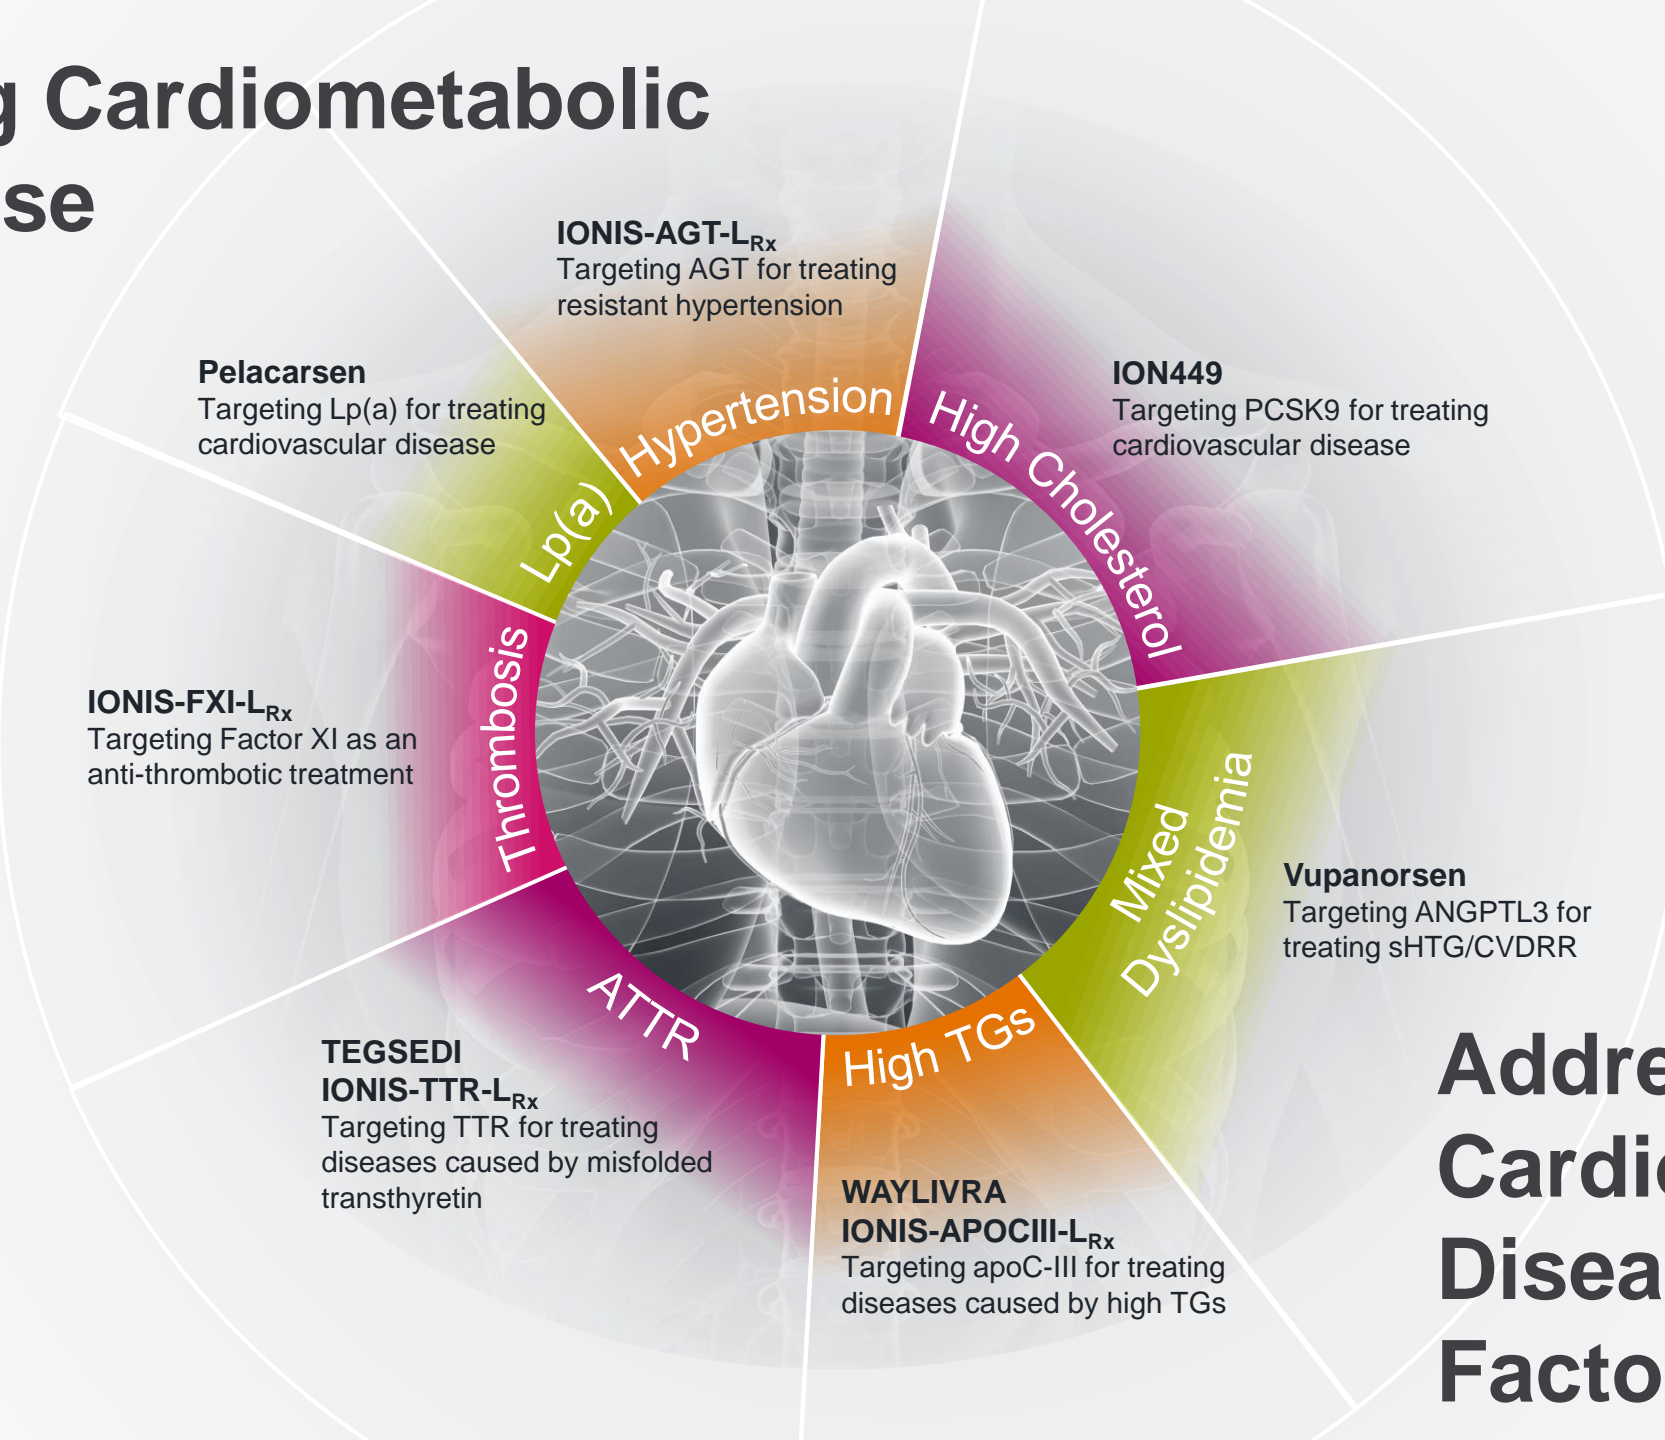 g Cardiometabolic
se
IONIS-AGT-LRx
Targeting AGT for treating
resistant hypertension
Hypertension
ION449
Targeting PCSK9 for treating
cardiovascular disease
High Cholesterol
Pelacarsen
Targeting Lp(a) for treating
cardiovascular disease
Lp(a)
IONIS-FXI-LRx
Targeting Factor XI as an
anti-thrombotic treatment
Thrombosis
Mixed
Dyslipidemia
Vupanorsen
Targeting ANGPTL3 for
treating sHTG/CVDRR
ATTR
TEGSEDI
IONIS-TTR-LRx
Targeting TTR for treating
diseases caused by misfolded
transthyretin
High TGs
WAYLIVRA
IONIS-APOCIII-LRx
Targeting apoC-III for treating
diseases caused by high TGs
Addre
Cardi
Disea
Facto